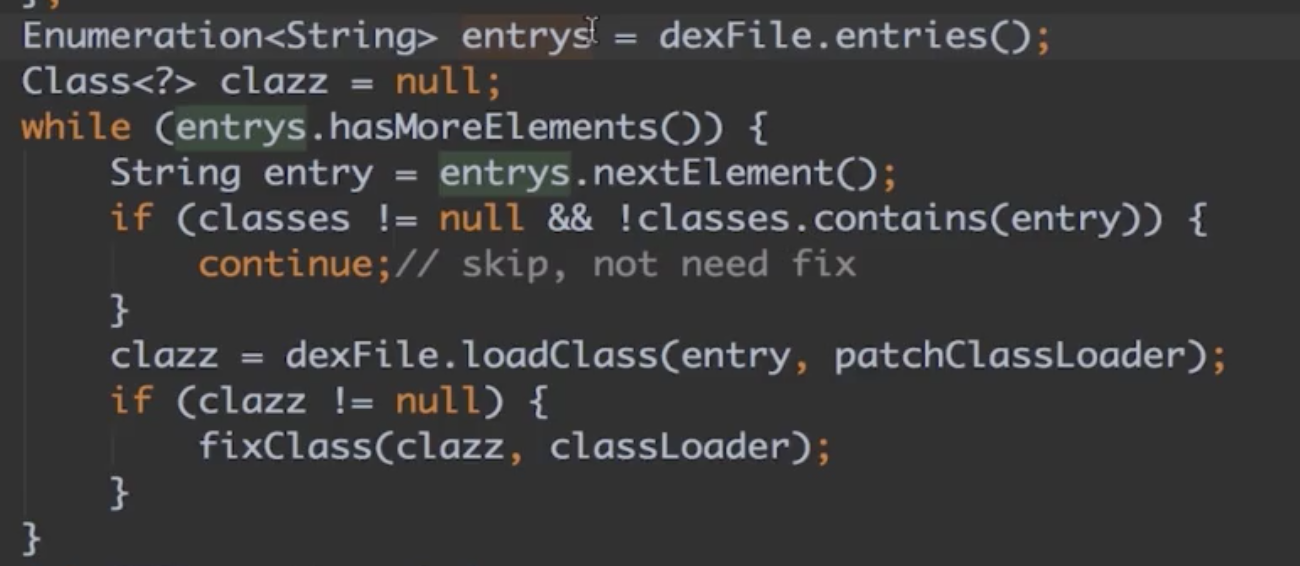 };
Enumeration<String> entrys = dexFile.entries();
Class<?> clazz = null;
while (entrys.hasMoreElements()) {
    String entry = entrys.nextElement();
    if (classes != null && !classes.contains(entry)) {
        continue;// skip, not need fix
    }
    clazz = dexFile.loadClass(entry, patchClassLoader);
    if (clazz != null) {
        fixClass(clazz, classLoader);
    }
}